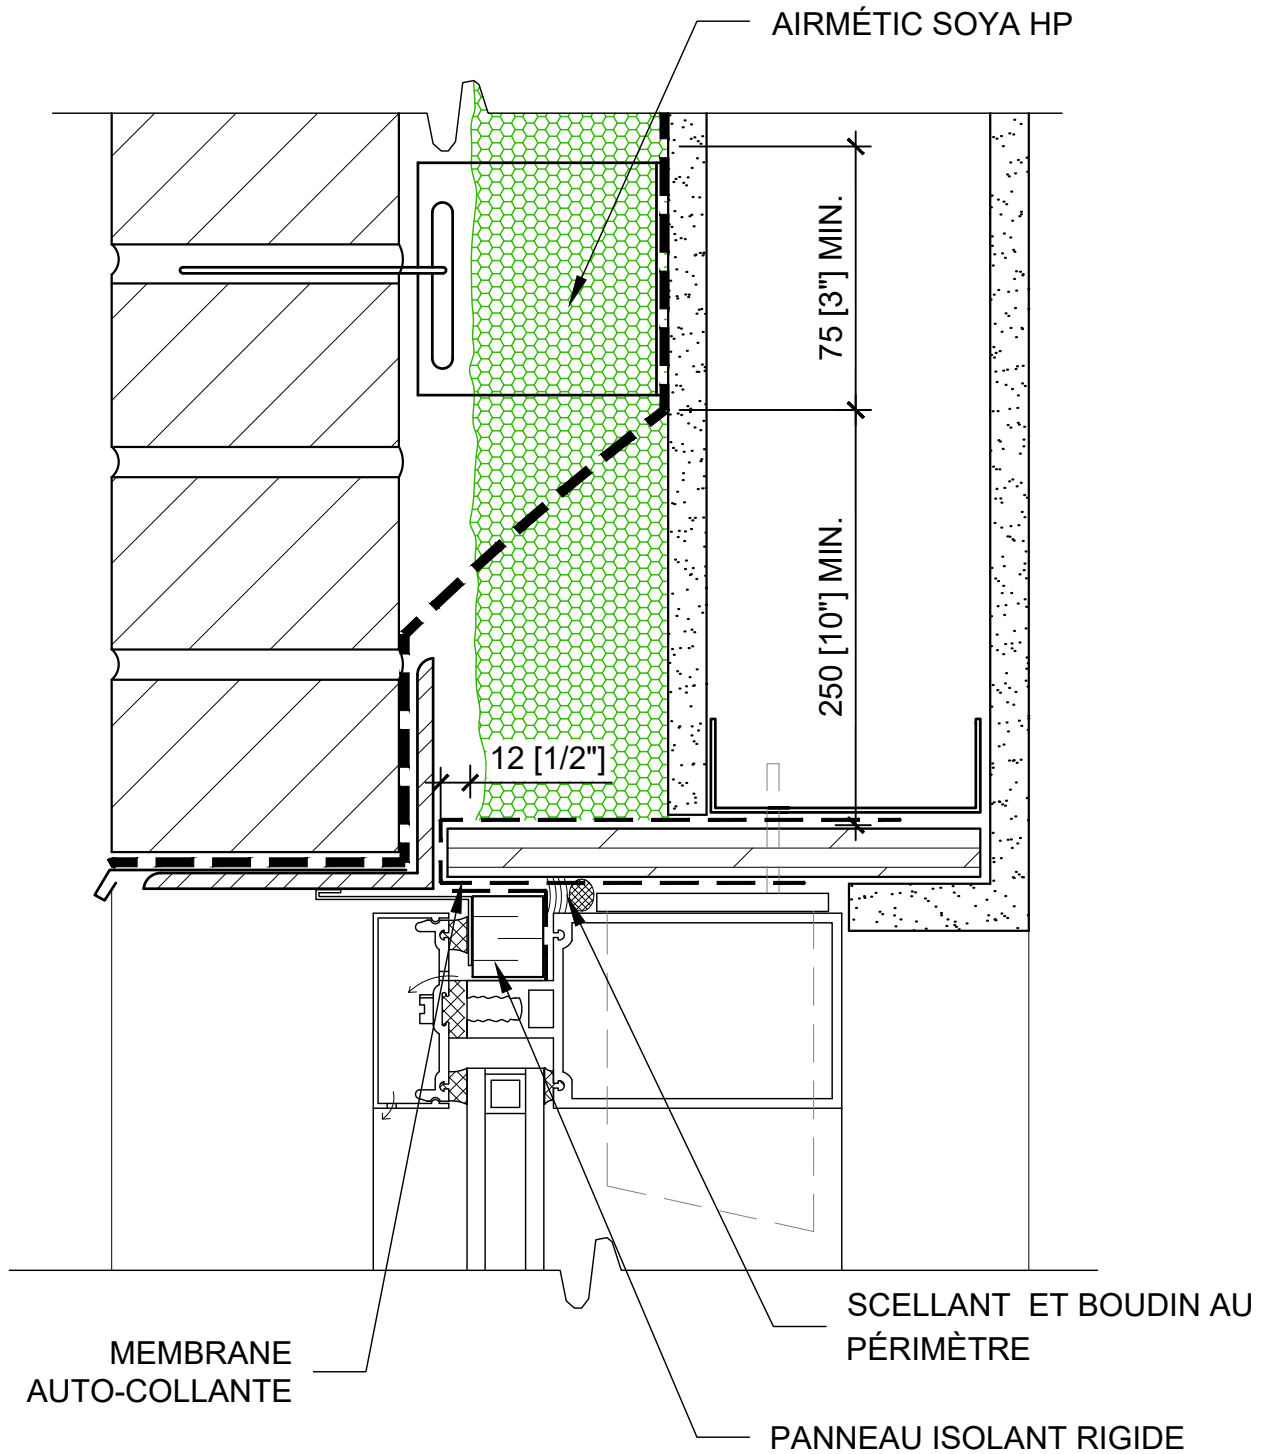 AIRMÉTIC SOYA HP
75 [3"] MIN.
250 [10"] MIN.
12 [1/2"]
SCELLANT ET BOUDIN AU
PÉRIMÈTRE
MEMBRANE
AUTO-COLLANTE
PANNEAU ISOLANT RIGIDE